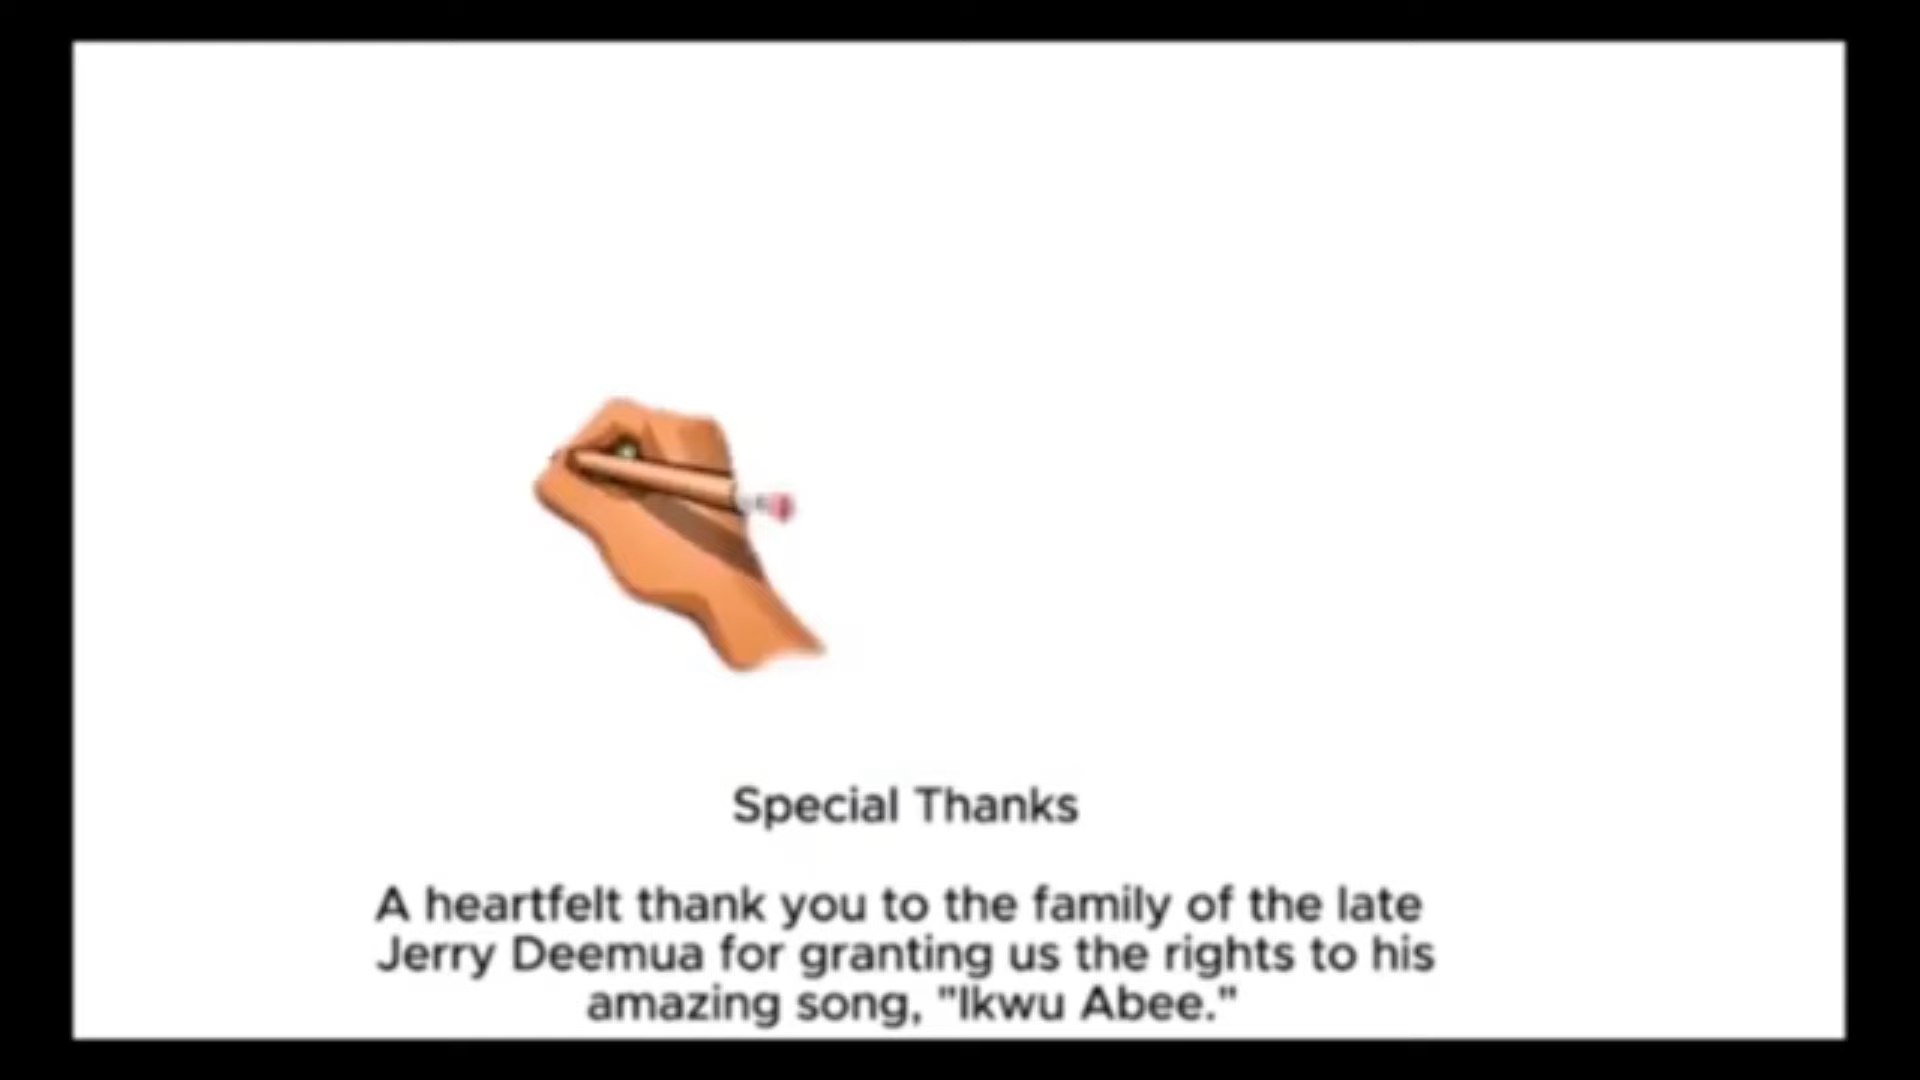 Special Thanks
A heartfelt thank you to the family of the late
Jerry Deemua for granting us the rights to his
amazing song, "Ikwu Abee."